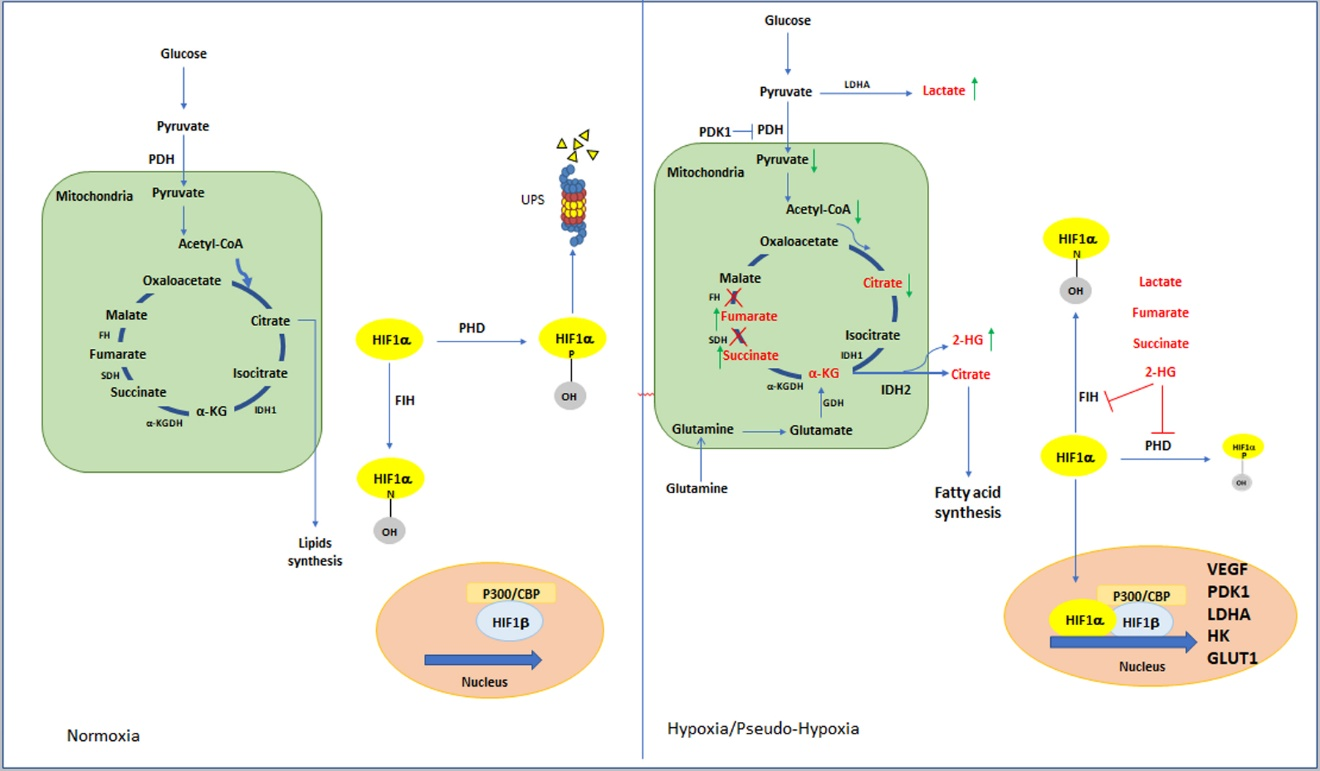 Glucose
Pyruvate
PDH
Mitochondria
Pyruvate
Acetyl-CoA
Oxaloacetate
Malate
Citrate
FH
Fumarate
SDH
Isocitrate
Succinate
α-KG
IDH1
α-KGDH
Lipids
synthesis
UPS
HIF1α
PHD
HIF1α
P
OH
FIH
HIF1α
N
OH
P300/CBP
HIF1β
Nucleus
Normoxia
Glucose
Pyruvate
LDHA
Lactate
PDK1
PDH
Pyruvate
Mitochondria
Acetyl-CoA
Oxaloacetate
Malate
Citrate
FH
Fumarate
SDH
Isocitrate
Succinate
IDH1
2-HG
α-KG
Citrate
α-KGDH
IDH2
GDH
Glutamine
Glutamate
Glutamine
Fatty acid
synthesis
HIF1α
N
OH
Lactate
Fumarate
Succinate
2-HG
FIH
HIF1α
PHD
HIF1α
P
OH
VEGF
PDK1
LDHA
HK
GLUT1
P300/CBP
HIF1α
HIF1β
Nucleus
Hypoxia/Pseudo-Hypoxia